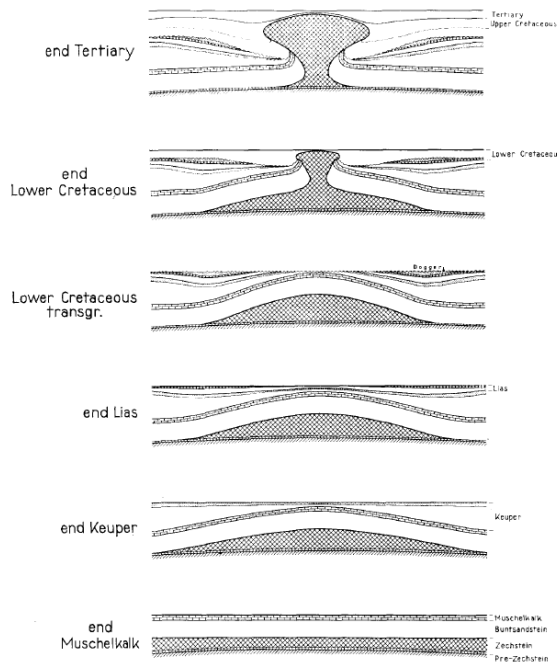 end Tertiary
Tertiary
Upper Cretaceous
end
Lower Cretaceous
Lower Cretaceous
Lower Cretaceous
transgr.
Dogger
end Lias
Lias
end Keuper
Keuper
end
Muschelkalk
Muschelkalk
Buntsandstein
Zechstein
Pre-Zechstein